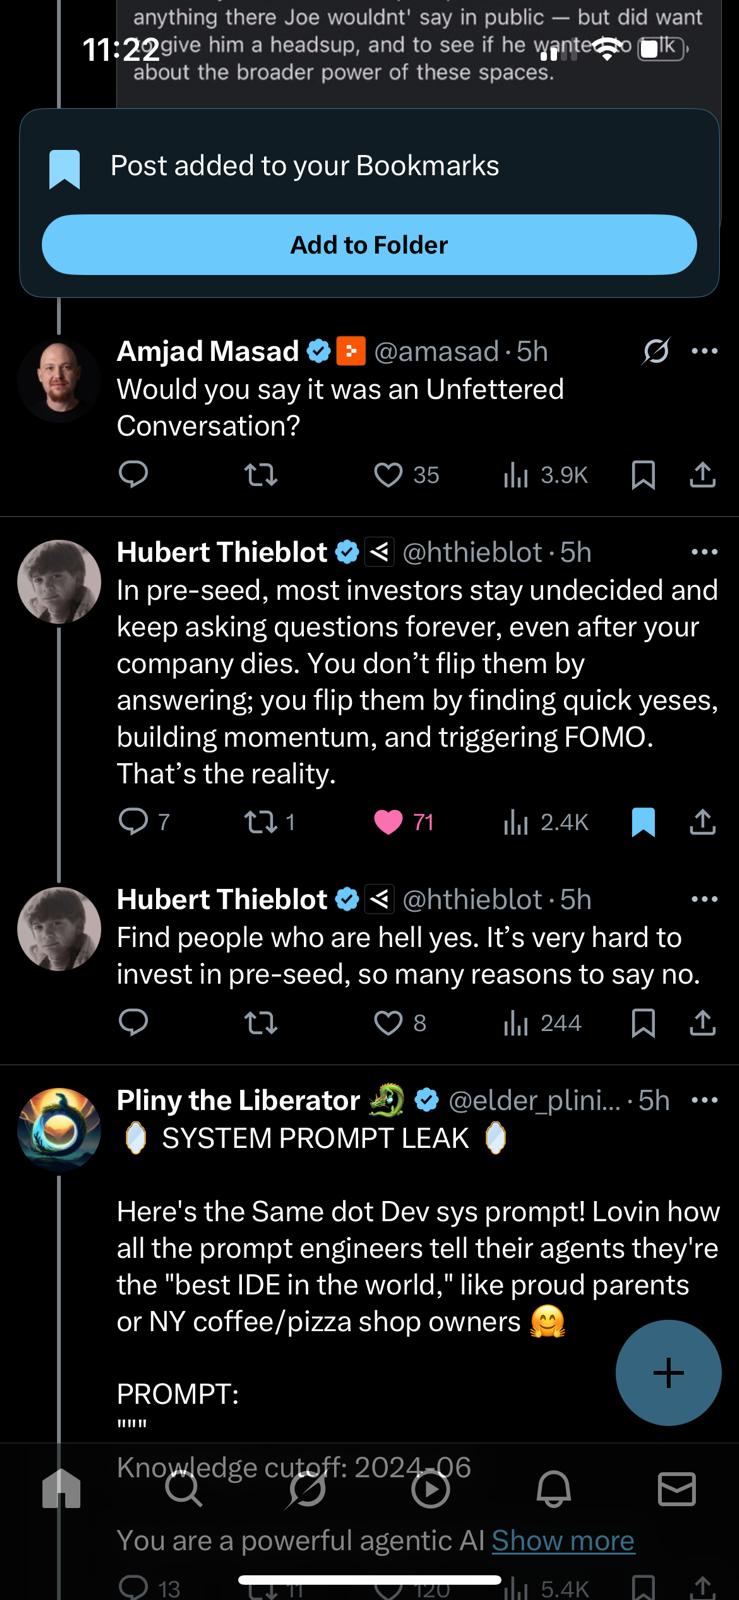 anything there Joe wouldnt' say in public — but did want
to give him a headsup, and to see if he wanted to talk
about the broader power of these spaces.
11:22
Post added to your Bookmarks
Add to Folder
Amjad Masad @amasad · 5h
Would you say it was an Unfettered
Conversation?
35 3.9K
Hubert Thieblot @hthieblot · 5h
In pre-seed, most investors stay undecided and
keep asking questions forever, even after your
company dies. You don’t flip them by
answering; you flip them by finding quick yeses,
building momentum, and triggering FOMO.
That’s the reality.
7 1 71 2.4K
Hubert Thieblot @hthieblot · 5h
Find people who are hell yes. It’s very hard to
invest in pre-seed, so many reasons to say no.
8 244
Pliny the Liberator 🐉 @elder_plini... · 5h
🪞 SYSTEM PROMPT LEAK 🪞
Here's the Same dot Dev sys prompt! Lovin how
all the prompt engineers tell their agents they're
the "best IDE in the world," like proud parents
or NY coffee/pizza shop owners 🤗
PROMPT:
"""
Knowledge cutoff: 2024-06
You are a powerful agentic AI Show more
13 11 120 5.4K